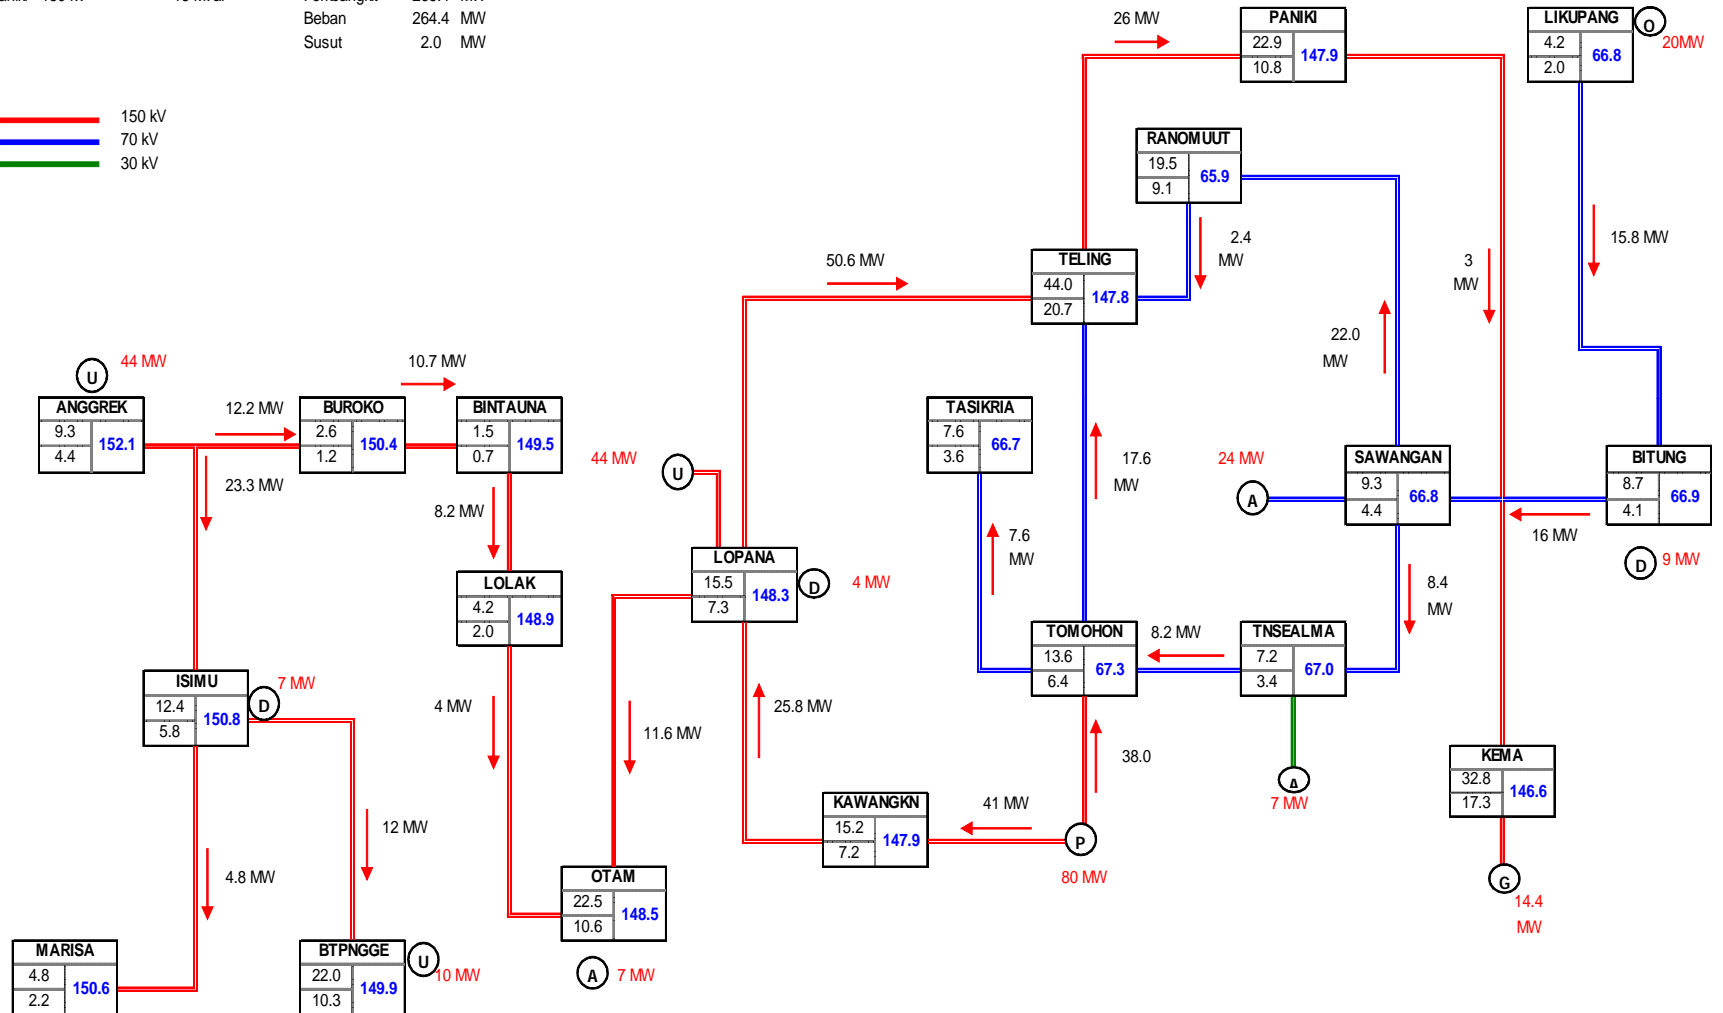 150 kV
70 kV
30 kV
Beban 264.4 MW
Susut 2.0 MW
26 MW
PANIKI
22.9
10.8
147.9
LIKUPANG
4.2
2.0
66.8
O
20MW
RANOMUUT
19.5
9.1
65.9
2.4
MW
15.8 MW
50.6 MW
TELING
44.0
20.7
147.8
3
MW
22.0
MW
U
44 MW
10.7 MW
ANGGREK
9.3
4.4
152.1
12.2 MW
BUROKO
2.6
1.2
150.4
BINTAUNA
1.5
0.7
149.5
44 MW
U
TASIKRIA
7.6
3.6
66.7
17.6
MW
24 MW
A
SAWANGAN
9.3
4.4
66.8
BITUNG
8.7
4.1
66.9
16 MW
D
9 MW
23.3 MW
8.2 MW
7.6
MW
LOPANA
15.5
7.3
148.3
D
4 MW
LOLAK
4.2
2.0
148.9
8.4
MW
TOMOHON
13.6
6.4
67.3
8.2 MW
TNSEALMA
7.2
3.4
67.0
ISIMU
12.4
5.8
150.8
D
7 MW
4 MW
11.6 MW
25.8 MW
38.0
A
7 MW
KEMA
32.8
17.3
146.6
KAWANGKN
15.2
7.2
147.9
41 MW
P
80 MW
12 MW
4.8 MW
OTAM
22.5
10.6
148.5
G
14.4
MW
MARISA
4.8
2.2
150.6
BTPNGGE
22.0
10.3
149.9
U
10 MW
A
7 MW